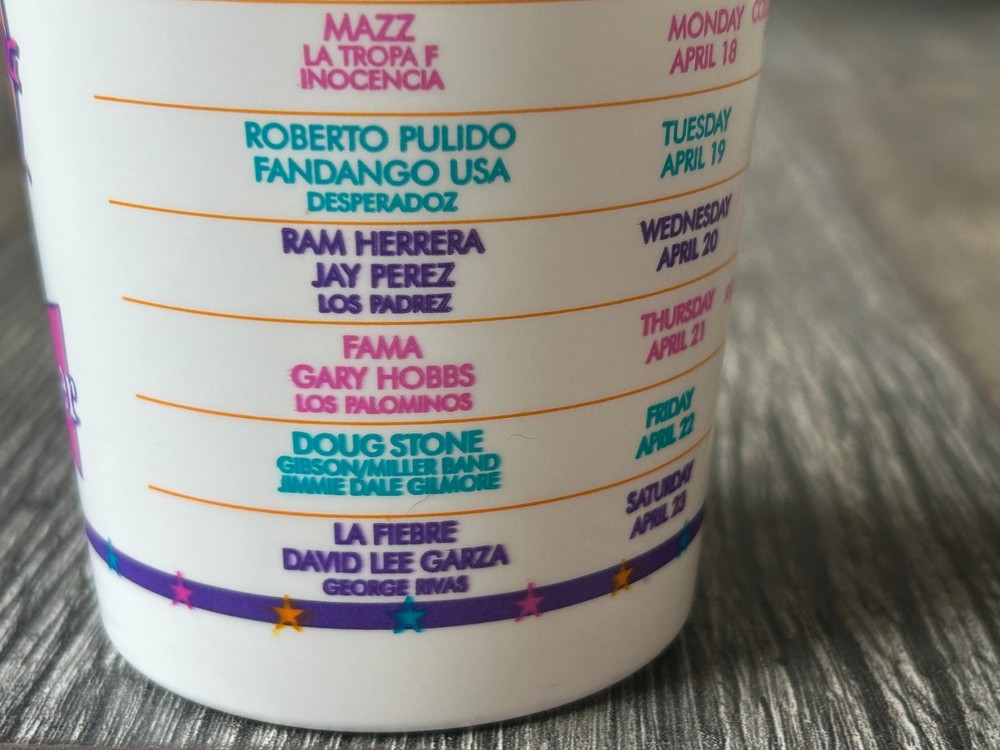 MAZZ
LA TROPA F
INOCENCIA
MONDAY
APRIL 18
ROBERTO PULIDO
FANDANGO USA
DESPERADOZ
TUESDAY
APRIL 19
RAM HERRERA
JAY PEREZ
LOS PADREZ
WEDNESDAY
APRIL 20
FAMA
GARY HOBBS
LOS PALOMINOS
THURSDAY
APRIL 21
DOUG STONE
GIBSON/MILLER BAND
JIMMIE DALE GILMORE
FRIDAY
APRIL 22
LA FIEBRE
DAVID LEE GARZA
GEORGE RIVAS
SATURDAY
APRIL 23